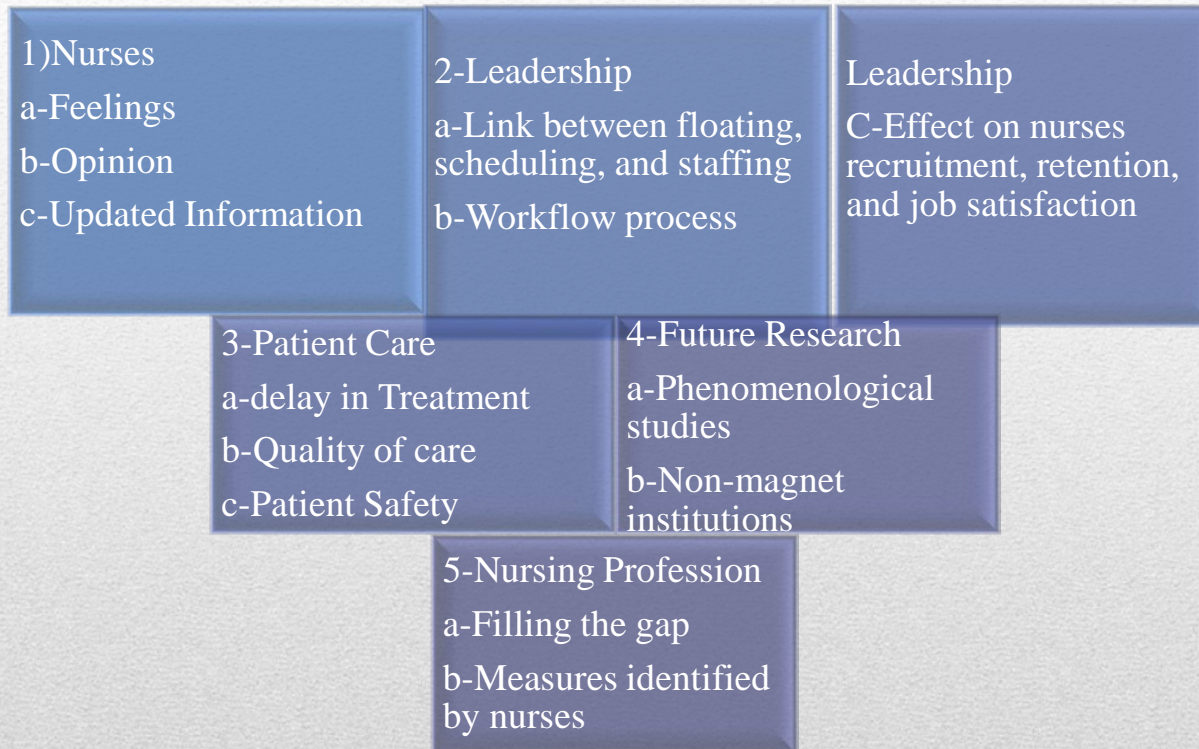 1)Nurses
a-Feelings
b-Opinion
c-Updated Information
2-Leadership
a-Link between floating,
scheduling, and staffing
b-Workflow process
Leadership
C-Effect on nurses
recruitment, retention,
and job satisfaction
3-Patient Care
a-delay in Treatment
b-Quality of care
c-Patient Safety
4-Future Research
a-Phenomenological
studies
b-Non-magnet
institutions
5-Nursing Profession
a-Filling the gap
b-Measures identified
by nurses